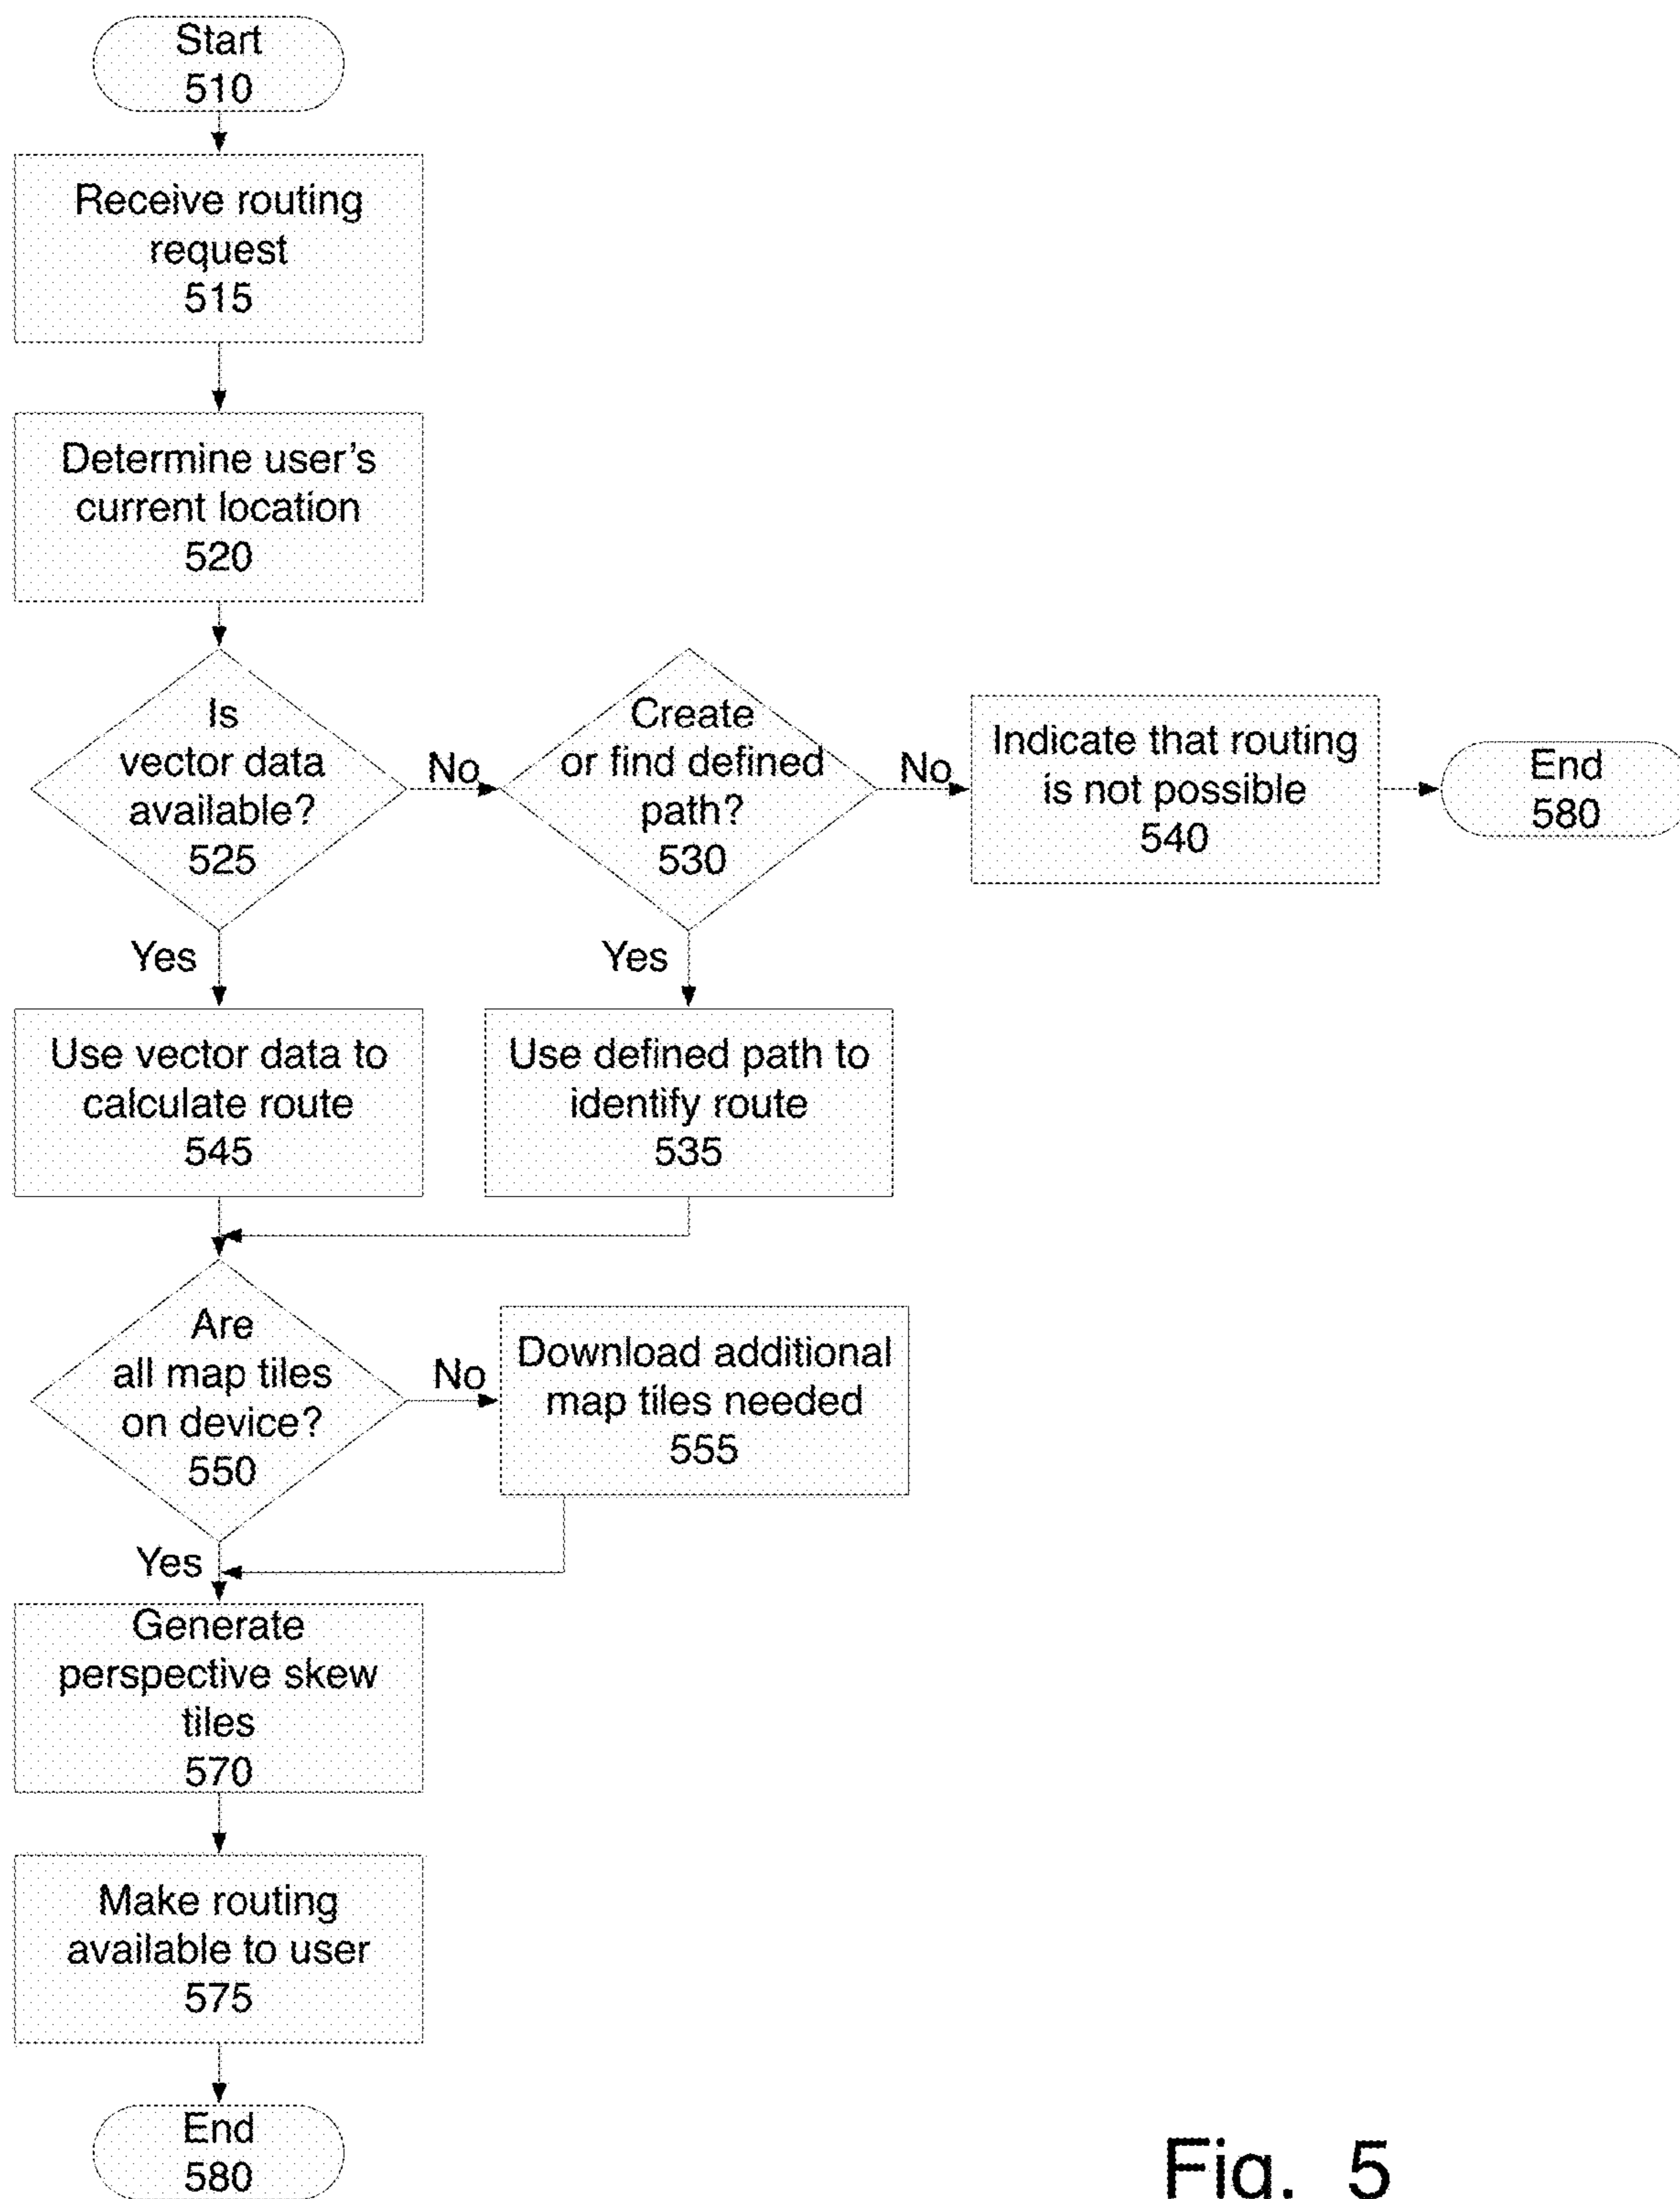 Start
510
Receive routing
request
515
Determine user's
current location
520
Is
vector data
available?
525
No
Create
or find defined
path?
530
No
Indicate that routing
is not possible
540
End
580
Yes
Yes
Use vector data to
calculate route
545
Use defined path to
identify route
535
Are
all map tiles
on device?
550
No
Download additional
map tiles needed
555
Yes
Generate
perspective skew
tiles
570
Make routing
available to user
575
End
580
Fig. 5